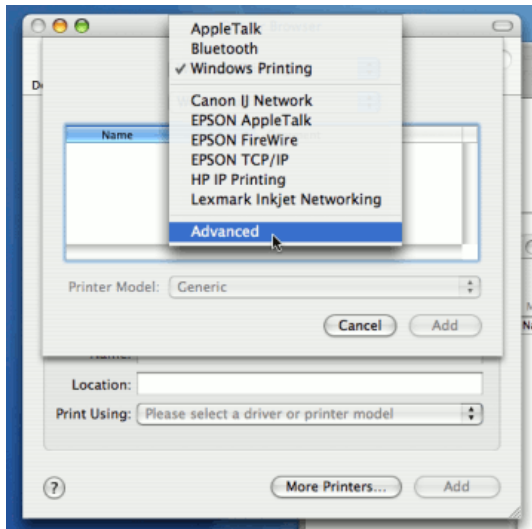 AppleTalk
Bluetooth
✓ Windows Printing
Canon IJ Network
EPSON AppleTalk
EPSON FireWire
EPSON TCP/IP
HP IP Printing
Lexmark Inkjet Networking
Advanced
Name
Printer Model: Generic
Cancel Add
Location:
Print Using: Please select a driver or printer model
? More Printers... Add